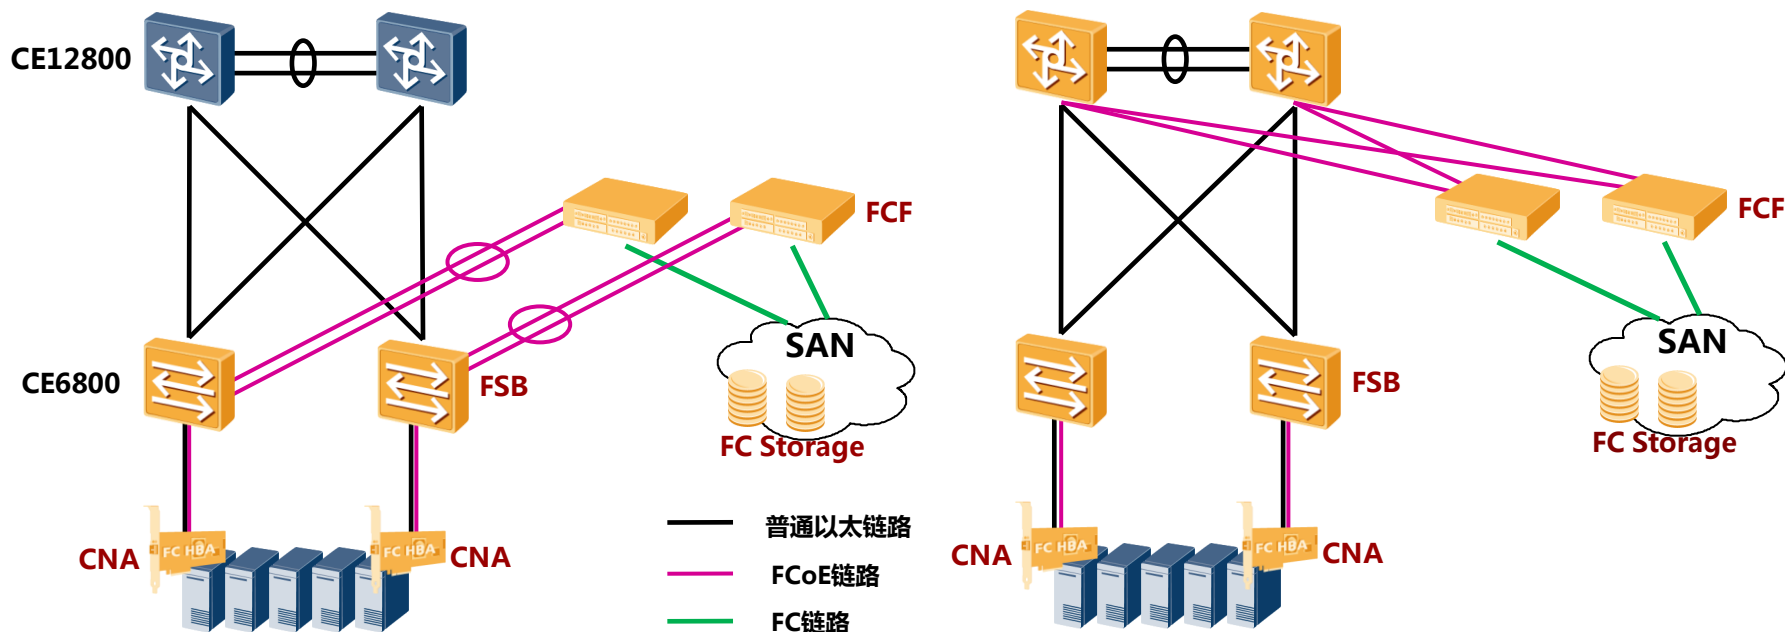 CE12800
FCF
FCF
SAN
SAN
CE6800
FSB
FSB
FC Storage
FC Storage
普通以太链路
CNA
FC HBA
FC HBA
CNA
CNA
FC HBA
FC HBA
CNA
FCoE链路
FC链路